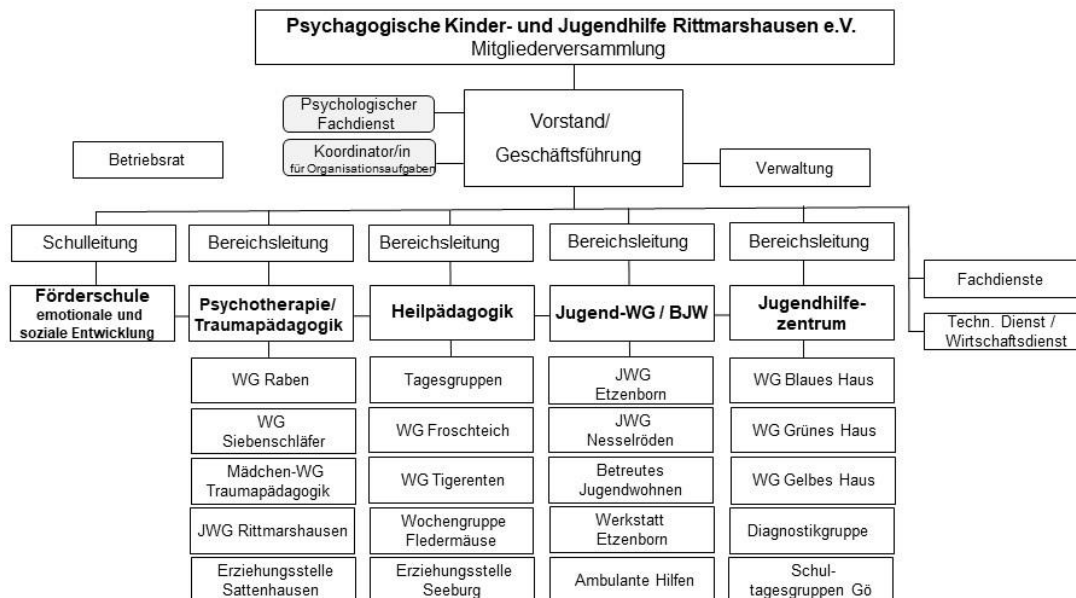 Psychagogische Kinder- und Jugendhilfe Rittmarshausen e.V.
Mitgliederversammlung
Psychologischer
Fachdienst
Vorstand/
Geschäftsführung
Koordinator/in
für Organisationsaufgaben
Betriebsrat
Verwaltung
Schulleitung
Bereichsleitung
Bereichsleitung
Bereichsleitung
Bereichsleitung
Fachdienste
Techn. Dienst /
Wirtschaftsdienst
Förderschule
emotionale und
soziale Entwicklung
Psychotherapie/
Traumapädagogik
Heilpädagogik
Jugend-WG / BJW
Jugendhilfe-
zentrum
WG Raben
Tagesgruppen
JWG
Etzenborn
WG Blaues Haus
WG
Siebenschläfer
WG Froschteich
JWG
Nesselröden
WG Grünes Haus
Mädchen-WG
Traumapädagogik
WG Tigerenten
Betreutes
Jugendwohnen
WG Gelbes Haus
JWG Rittmarshausen
Wochengruppe
Fledermäuse
Werkstatt
Etzenborn
Diagnostikgruppe
Erziehungsstelle
Sattenhausen
Erziehungsstelle
Seeburg
Ambulante Hilfen
Schul-
tagesgruppen Gö